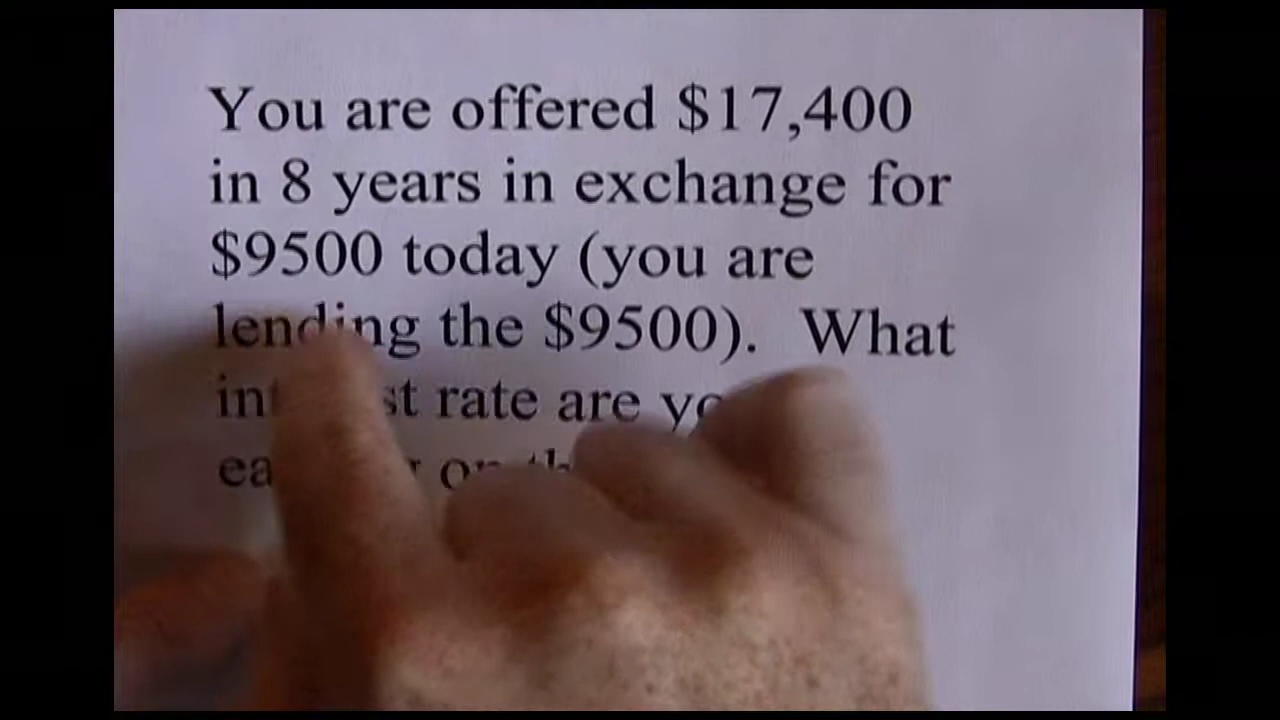 You are offered $17,400
in 8 years in exchange for
$9500 today (you are
lending the $9500). What
rate are